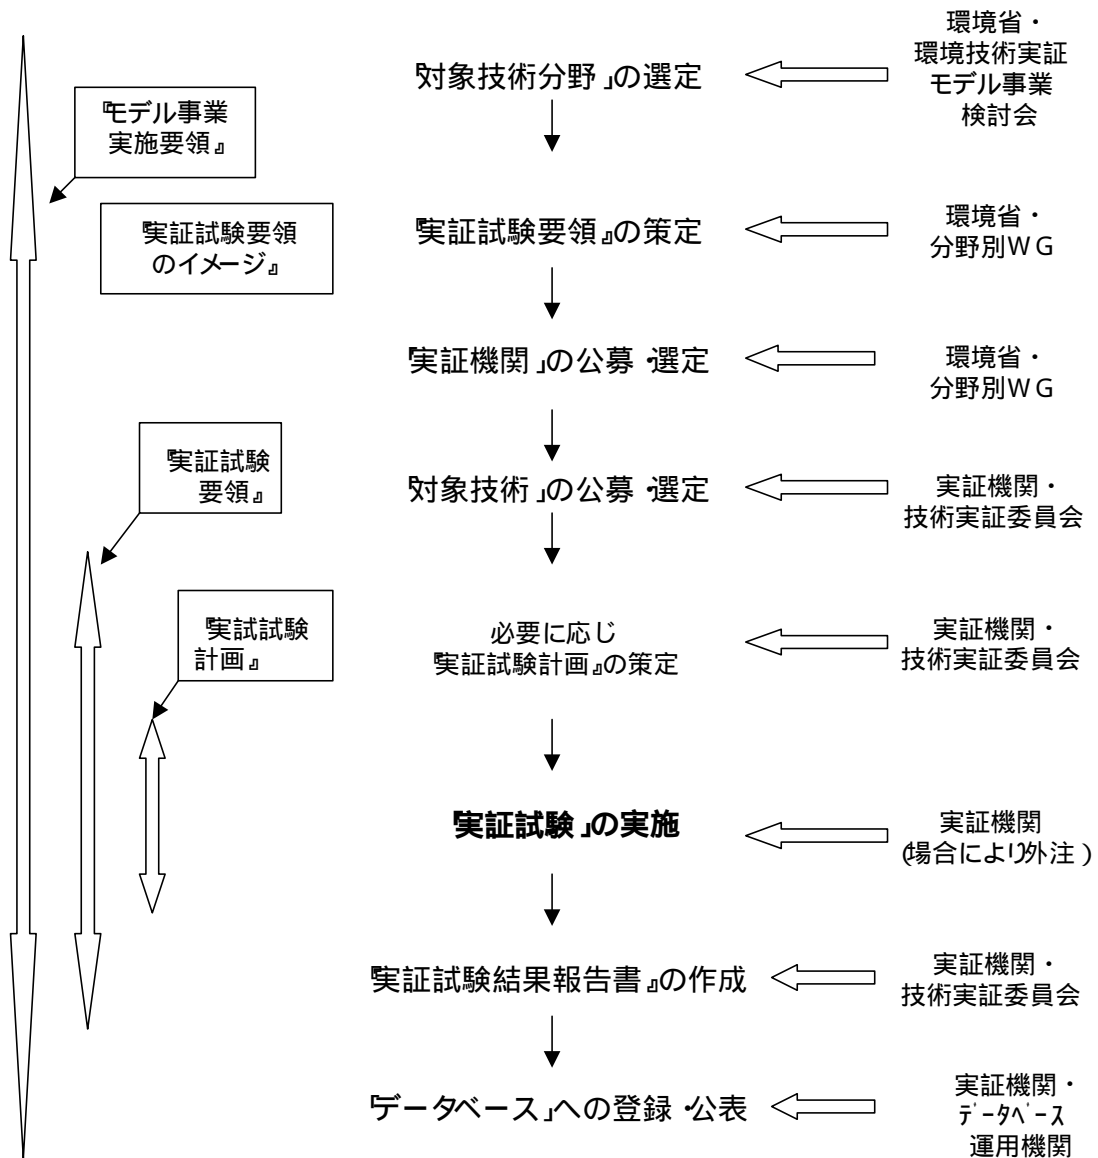 環境省・
環境技術実証
モデル事業
検討会
「対象技術分野」の選定
『モデル事業
実施要領』
『実証試験要領
のイメージ』
『実証試験要領』の策定
環境省・
分野別WG
「実証機関」の公募・選定
環境省・
分野別WG
『実証試験
要領』
「対象技術」の公募・選定
実証機関・
技術実証委員会
『実試試験
計画』
必要に応じ
『実証試験計画』の策定
実証機関・
技術実証委員会
「実証試験」の実施
実証機関
(場合により外注)
『実証試験結果報告書』の作成
実証機関・
技術実証委員会
「データベース」への登録・公表
実証機関・
ﾃﾞｰﾀﾍﾞｰｽ
運用機関